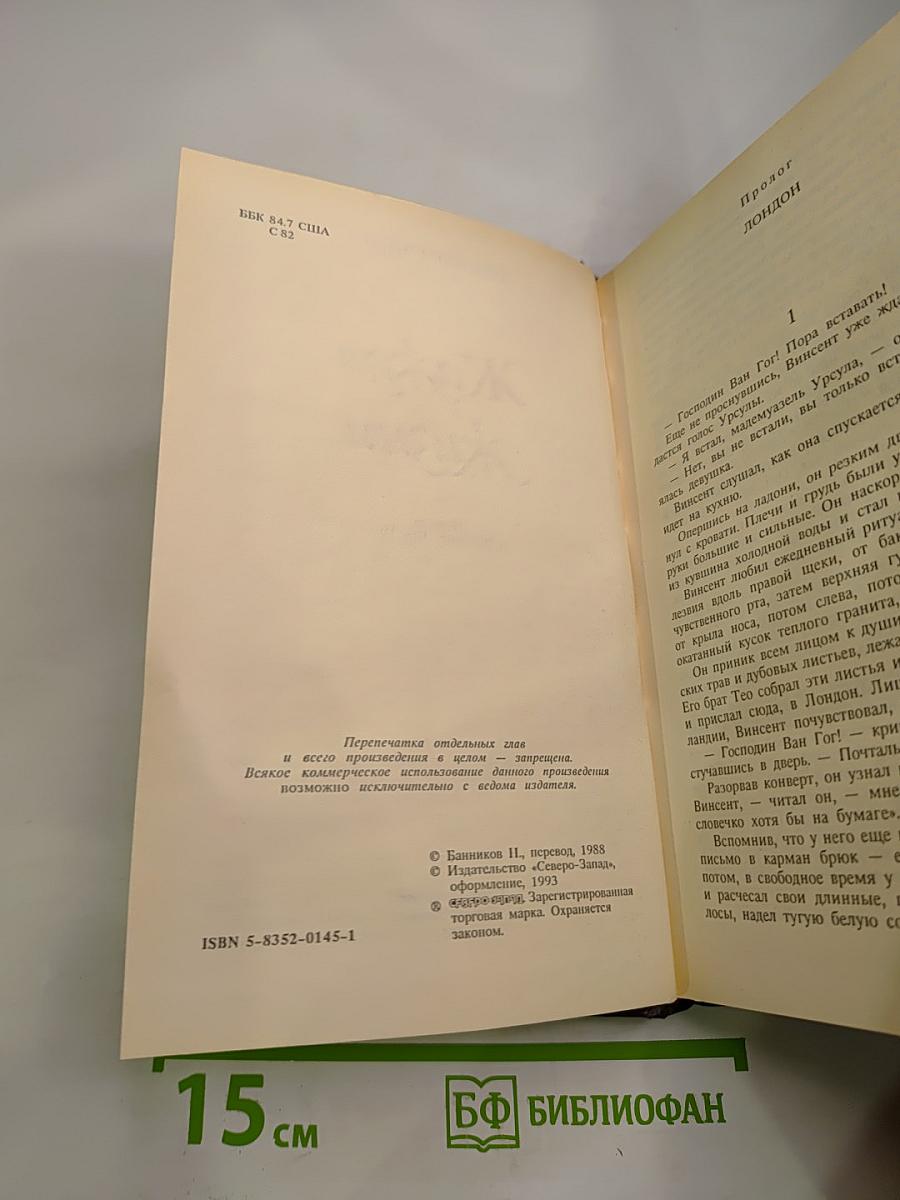 ББК 84.7 США
С 82
Перепечатка отдельных глав
и всего произведения в целом — запрещена.
Всякое коммерческое использование данного произведения
возможно исключительно с ведома издателя.
© Банников Н., перевод, 1988
© Издательство «Северо-Запад»,
оформление, 1993
® Зарегистрированная
торговая марка. Охраняется
законом.
ISBN 5-8352-0145-1
Пролог
ЛОНДОН
1
— Господин Ван Гог! Пора вставать!
Еще не проснувшись, Винсент уже жда
дастся голос Урсулы.
— Я встал, мадемуазель Урсула, — о
— Нет, вы не встали, вы только вст
ялась девушка.
Винсент слушал, как она спускается
идет на кухню.
Опершись на ладони, он резким дв
нул с кровати. Плечи и грудь были у
руки большие и сильные. Он наскор
из кувшина холодной воды и стал
Винсент любил ежедневный ритуа
лезвия вдоль правой щеки, от бак
чувственного рта, затем верхняя гу
от крыла носа, потом слева, пото
окатанный кусок теплого гранита,
Он приник всем лицом к души
ских трав и дубовых листьев, лежа
Его брат Тео собрал эти листья и
и прислал сюда, в Лондон. Ли
ландии, Винсент почувствовал,
— Господин Ван Гог! — кри
стучавшись в дверь. — Почталь
Разорвав конверт, он узнал
Винсент, — читал он, — мне
словечко хотя бы на бумаге».
Вспомнив, что у него еще
письмо в карман брюк — е
потом, в свободное время у
и расчесал свои длинные,
лосы, надел тугую белую со
15 см
БФ БИБЛИОФАН